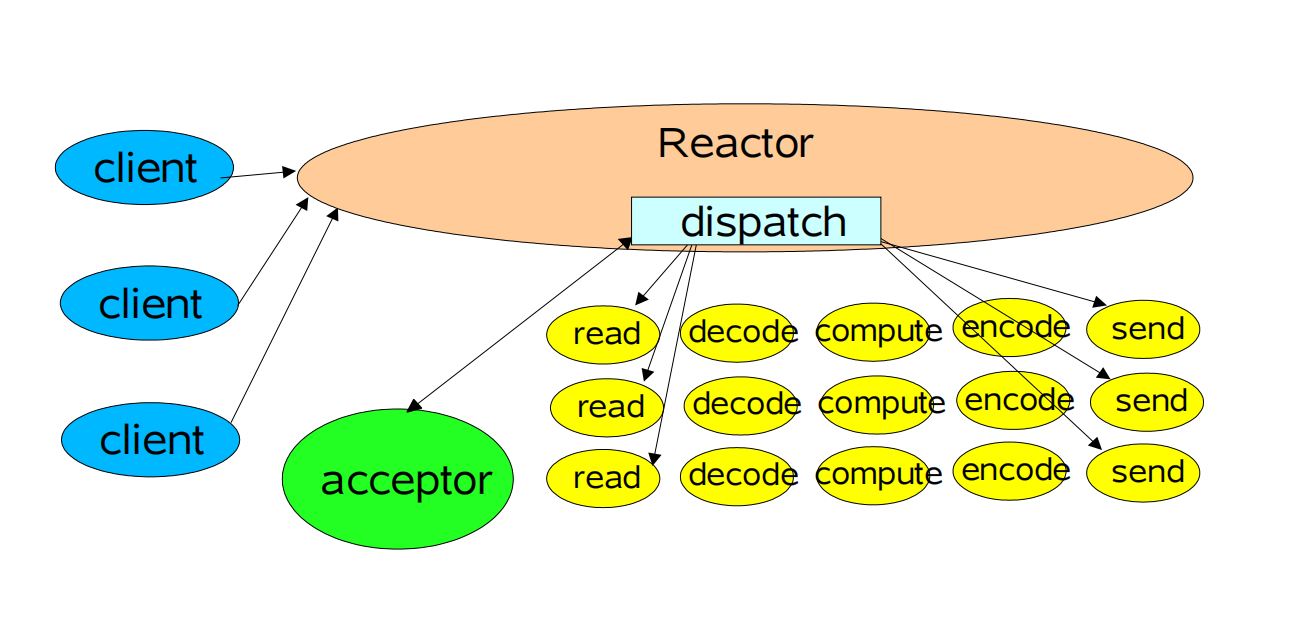 Reactor
client
dispatch
client
read decode compute encode send
read decode compute encode send
client
acceptor
read decode compute encode send